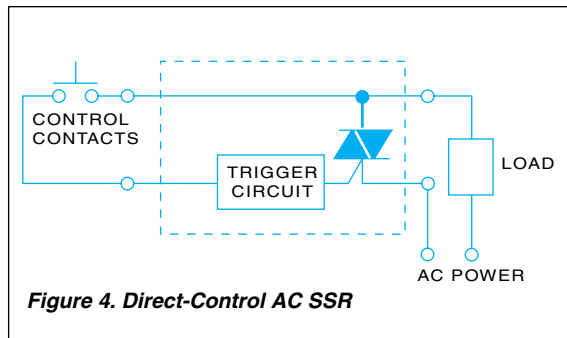 CONTROL
CONTACTS
TRIGGER
CIRCUIT
LOAD
AC POWER
Figure 4. Direct-Control AC SSR